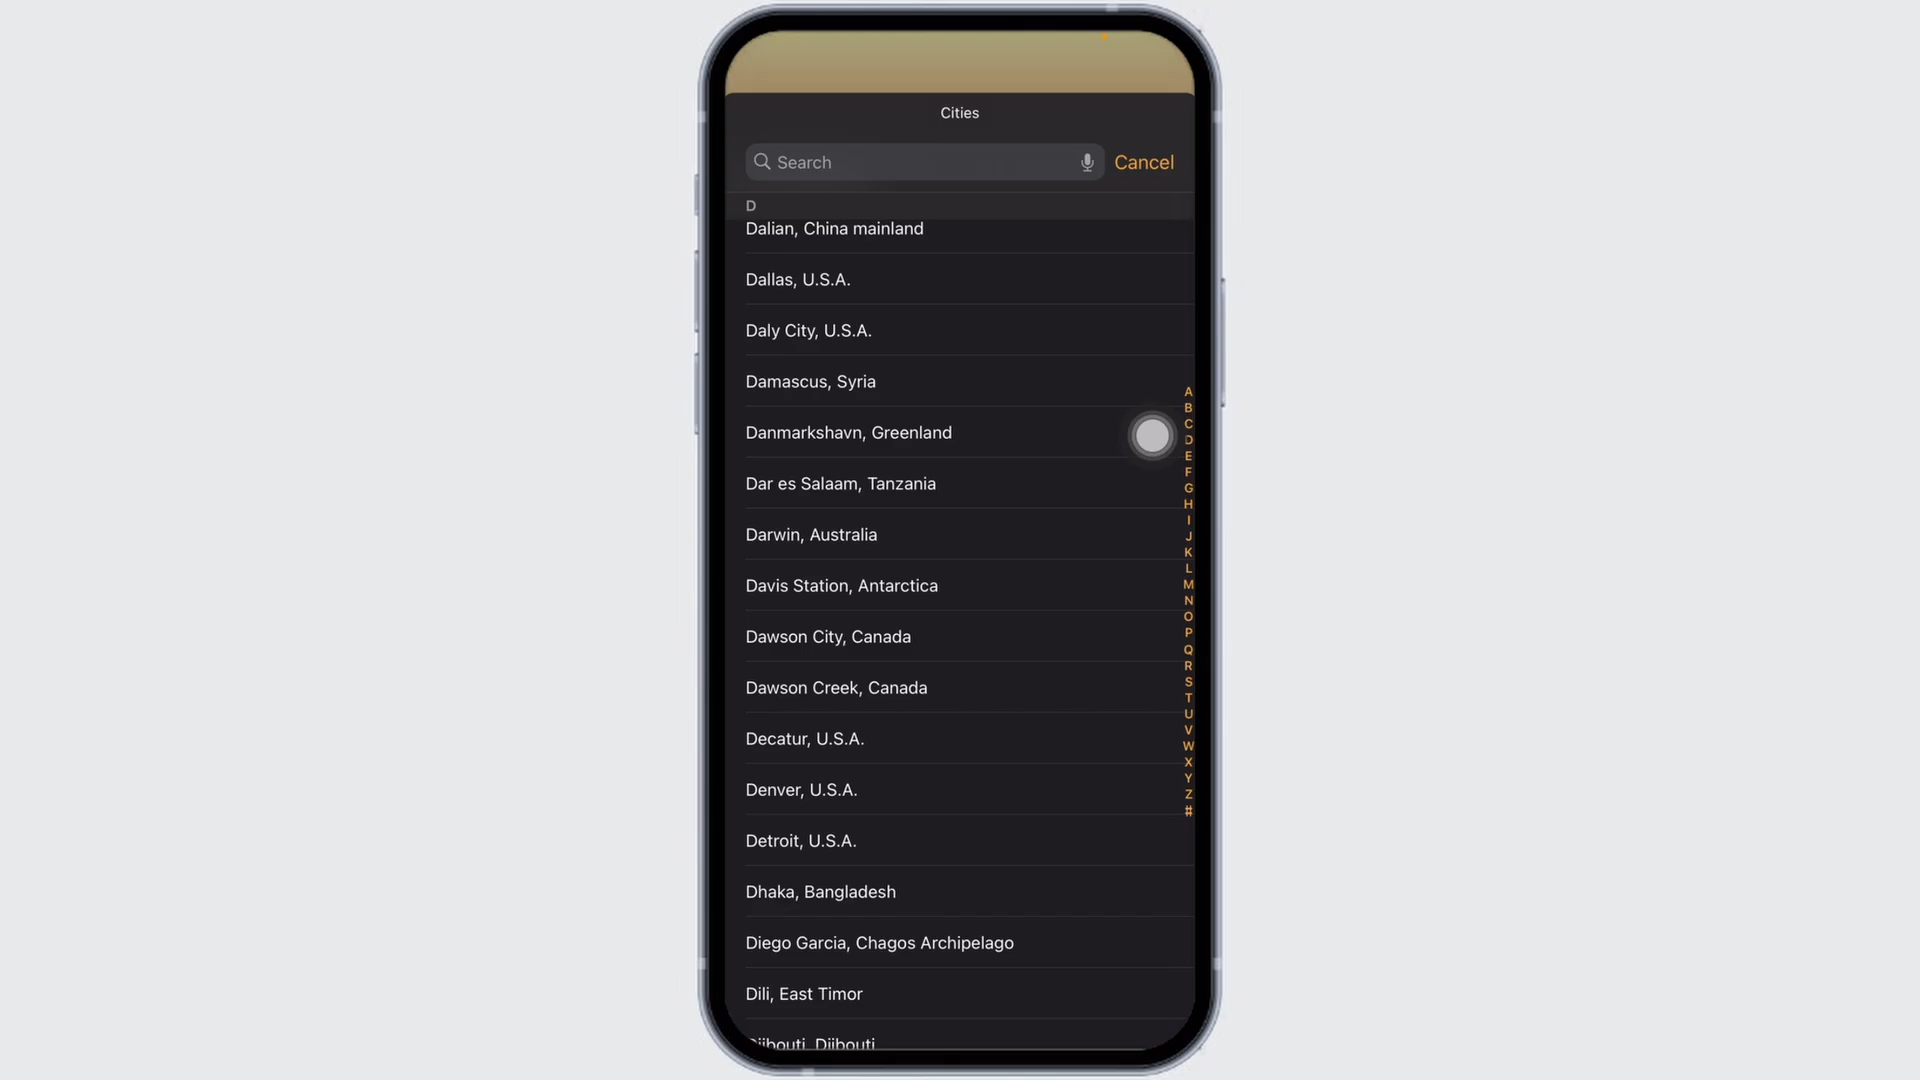 Cities
Search
Cancel
D
Dalian, China mainland
Dallas, U.S.A.
Daly City, U.S.A.
Damascus, Syria
Danmarkshavn, Greenland
Dar es Salaam, Tanzania
Darwin, Australia
Davis Station, Antarctica
Dawson City, Canada
Dawson Creek, Canada
Decatur, U.S.A.
Denver, U.S.A.
Detroit, U.S.A.
Dhaka, Bangladesh
Diego Garcia, Chagos Archipelago
Dili, East Timor
Djibouti, Djibouti
A
B
C
D
E
F
G
H
I
J
K
L
M
N
O
P
Q
R
S
T
U
V
W
X
Y
Z
#